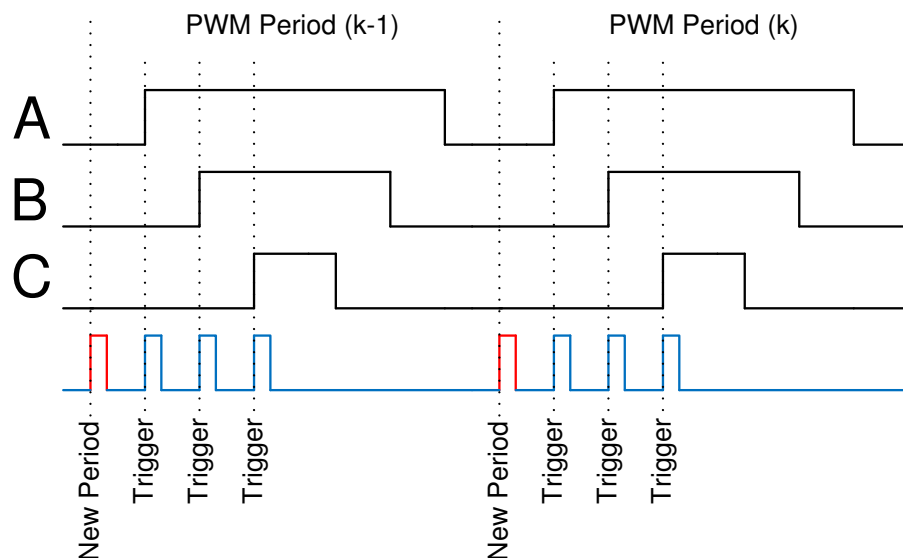 PWM Period (k-1)
PWM Period (k)
A
B
C
New Period
Trigger
Trigger
Trigger
New Period
Trigger
Trigger
Trigger